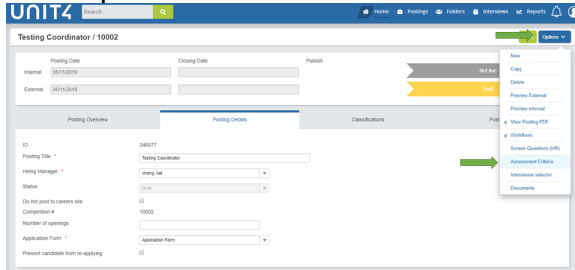 UNIT4 Search... Home Postings Folders Interviews Reports
Testing Coordinator / 10002 Options
Posting Date Closing Date Publish
Internal 05/11/2019 Not live
External 05/11/2019 Draft
New
Copy
Delete
Preview External
Preview Internal
View Posting PDF
Workflows
Screen Questions (HR)
Assessment Criteria
Interviewer selector
Documents
Posting Overview Posting Details Classifications Post
ID 346577
Posting Title * Testing Coordinator
Hiring Manager * zheng, kat
Status Draft
Do not post to careers site
Competition # 10002
Number of openings
Application Form * Application Form
Prevent candidate from re-applying